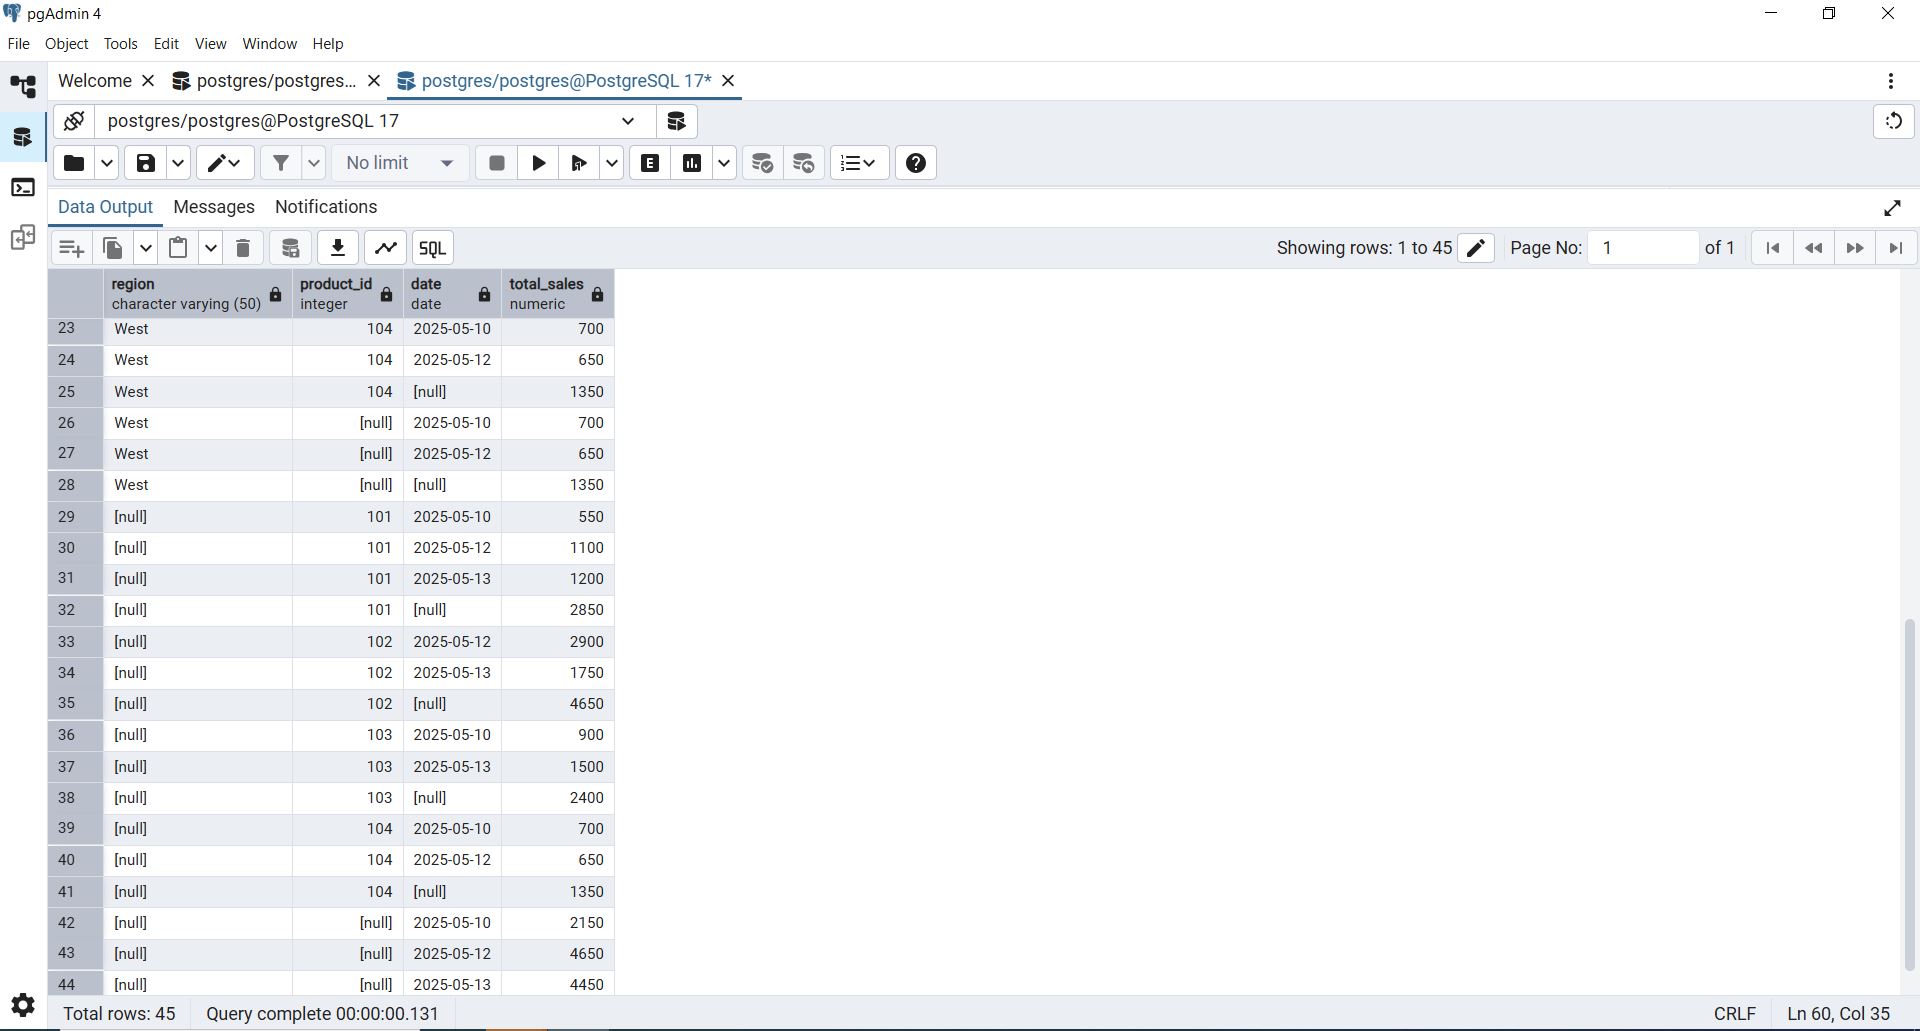 pgAdmin 4
File Object Tools Edit View Window Help
Welcome postgres/postgres... postgres/postgres@PostgreSQL 17*
postgres/postgres@PostgreSQL 17
No limit E
Data Output Messages Notifications
SQL Showing rows: 1 to 45 Page No: 1 of 1
region product_id date total_sales
character varying (50) integer date numeric
23 West 104 2025-05-10 700
24 West 104 2025-05-12 650
25 West 104 [null] 1350
26 West [null] 2025-05-10 700
27 West [null] 2025-05-12 650
28 West [null] [null] 1350
29 [null] 101 2025-05-10 550
30 [null] 101 2025-05-12 1100
31 [null] 101 2025-05-13 1200
32 [null] 101 [null] 2850
33 [null] 102 2025-05-12 2900
34 [null] 102 2025-05-13 1750
35 [null] 102 [null] 4650
36 [null] 103 2025-05-10 900
37 [null] 103 2025-05-13 1500
38 [null] 103 [null] 2400
39 [null] 104 2025-05-10 700
40 [null] 104 2025-05-12 650
41 [null] 104 [null] 1350
42 [null] [null] 2025-05-10 2150
43 [null] [null] 2025-05-12 4650
44 [null] [null] 2025-05-13 4450
Total rows: 45 Query complete 00:00:00.131 CRLF Ln 60, Col 35